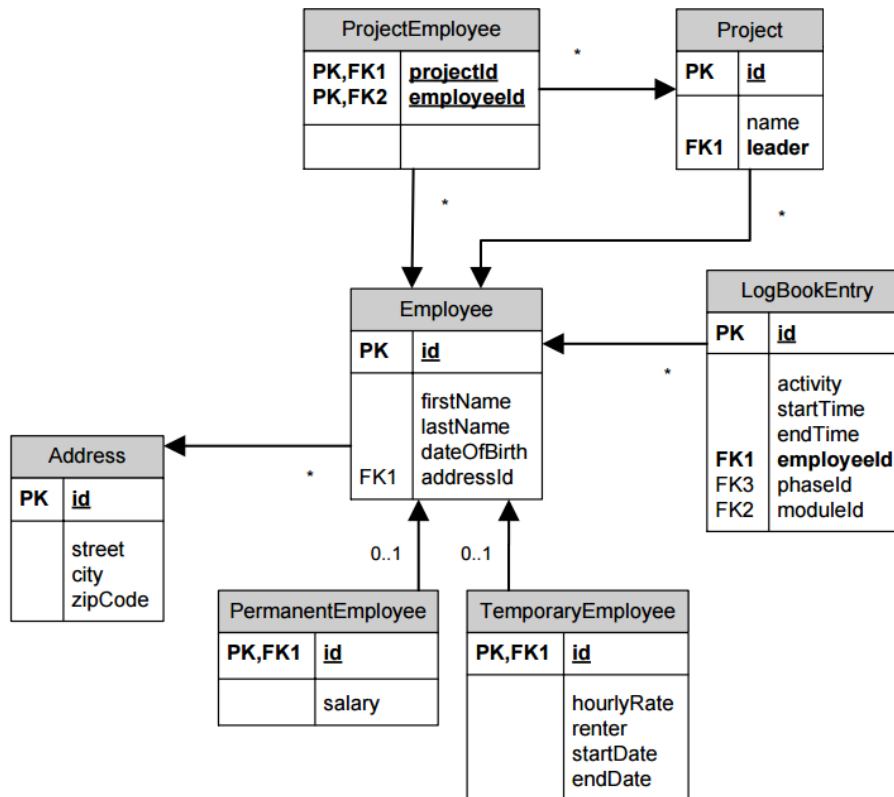 ProjectEmployee
PK,FK1 projectId
PK,FK2 employeeId
*
Project
PK id
name
FK1 leader
*
*
Employee
PK id
firstName
lastName
dateOfBirth
FK1 addressId
LogBookEntry
PK id
activity
startTime
endTime
FK1 employeeId
FK3 phaseId
FK2 moduleId
*
Address
PK id
street
city
zipCode
*
0..1
0..1
PermanentEmployee
PK,FK1 id
salary
TemporaryEmployee
PK,FK1 id
hourlyRate
renter
startDate
endDate